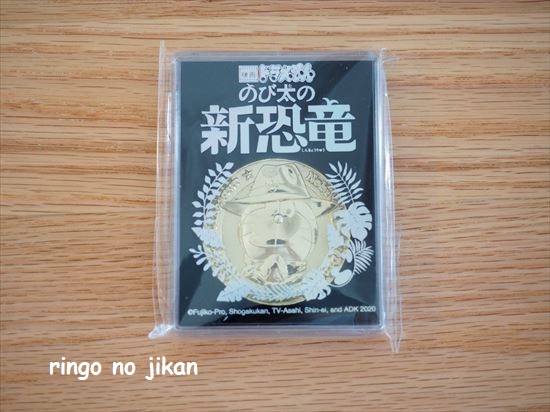 映画ドラえもん
のび太の
新恐竜
しんきょうりゅう
©Fujiko-Pro, Shogakukan, TV-Asahi, Shin-ei, and ADK 2020
ringo no jikan